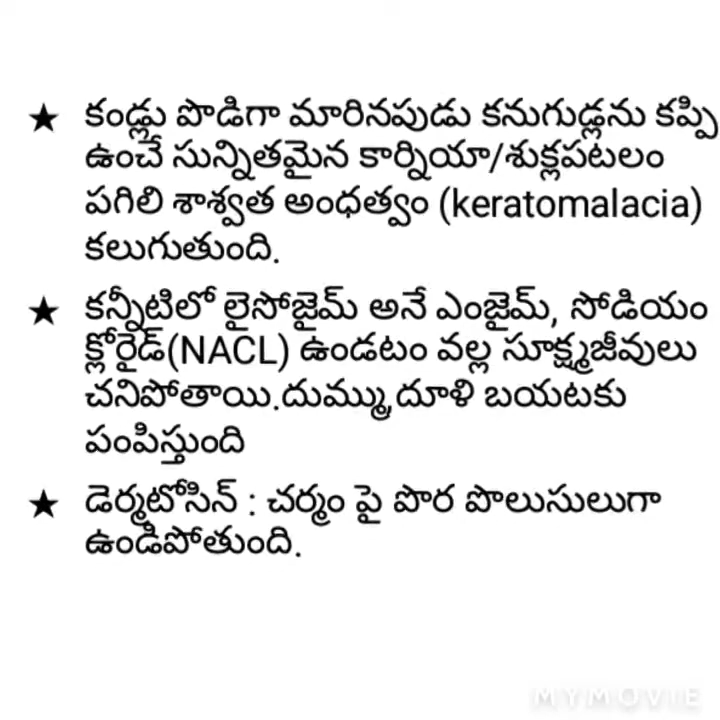 ★ కండ్లు పొడిగా మారినపుడు కనుగుడ్లను కప్పి
ఉంచే సున్నితమైన కార్నియా/శుక్లపటలం
పగిలి శాశ్వత అంధత్వం (keratomalacia)
కలుగుతుంది.
★ కన్నీటిలో లైసోజైమ్ అనే ఎంజైమ్, సోడియం
క్లోరైడ్(NACL) ఉండటం వల్ల సూక్ష్మజీవులు
చనిపోతాయి.దుమ్ము,దూళి బయటకు
పంపిస్తుంది
★ డెర్మటోసిన్ : చర్మం పై పొర పొలుసులుగా
ఉండిపోతుంది.
MYMOVIE